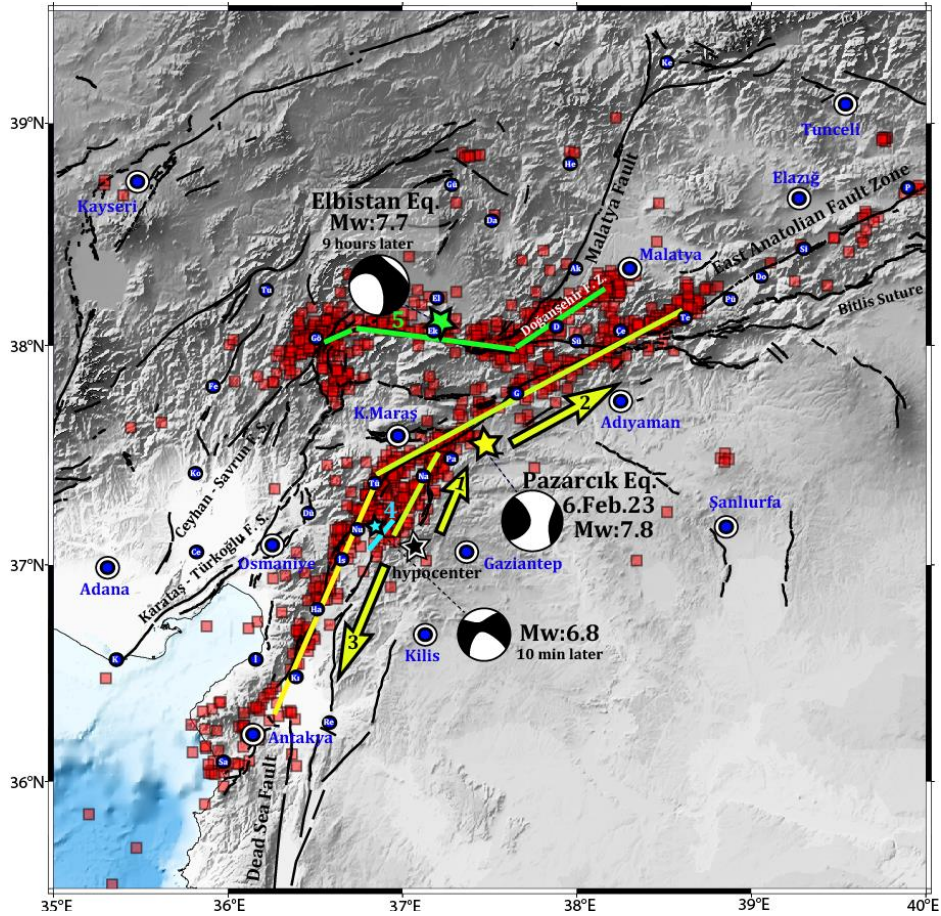 39°N
38°N
37°N
36°N
35°E
36°E
37°E
38°E
39°E
40°E
Ke
Tunceli
Kayseri
Gü
He
Elazığ
P
Elbistan Eq.
Mw:7.7
9 hours later
Da
Malatya Fault
East Anatolian Fault Zone
Si
Ak
Malatya
Do
Tu
El
Pü
Bitlis Suture
5
Ek
Doğanşehir F. Z.
D
Te
Gö
Sü
Çe
Fe
G
2
K.Maraş
Adıyaman
Ceyhan - Savrun F.S.
Pa
Ko
Na
1
Pazarcık Eq.
6.Feb.23
Mw:7.8
Tü
Şanlıurfa
Dü
4
Nu
Karataş - Türkoğlu F. S.
Ce
Osmaniye
İs
hypocenter
Gaziantep
Adana
Ha
3
Kilis
Mw:6.8
10 min later
K
İ
Kı
Antakya
Re
Sa
Dead Sea Fault